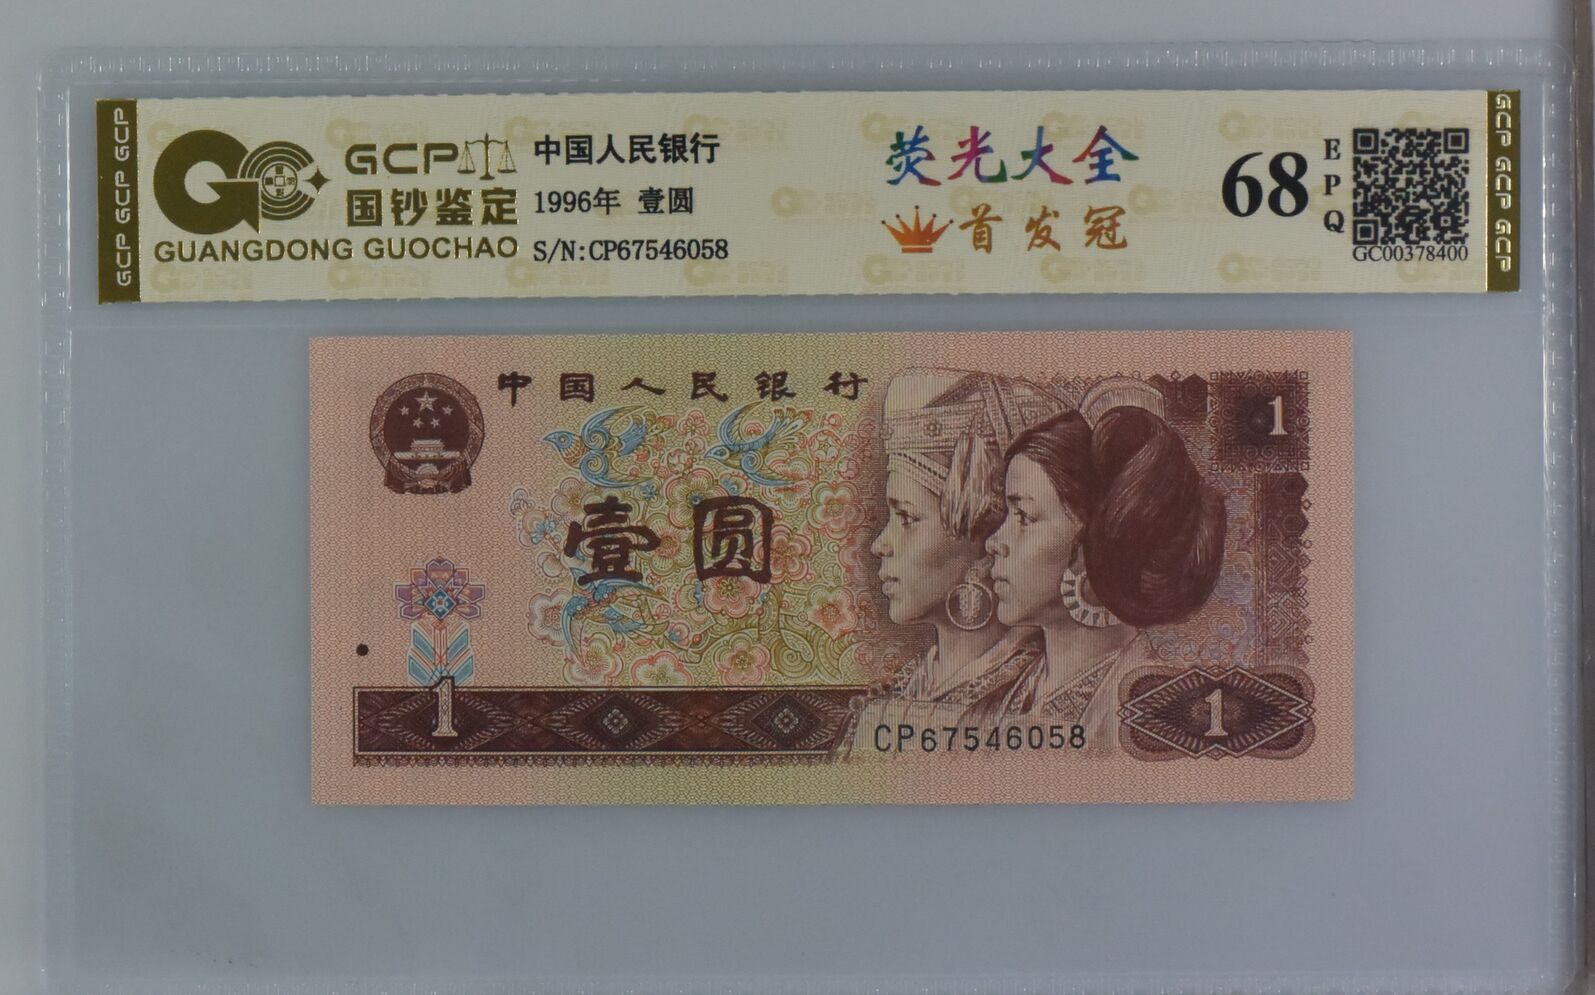 GCP GCP GCP
GCP
国钞鉴定
GUANGDONG GUOCHAO
中国人民银行
1996年 壹圆
S/N:CP67546058
荧光大全
首发冠
68
EPQ
GC00378400
GCP GCP GCP
中国人民银行
1
壹圆
1
CP67546058
1